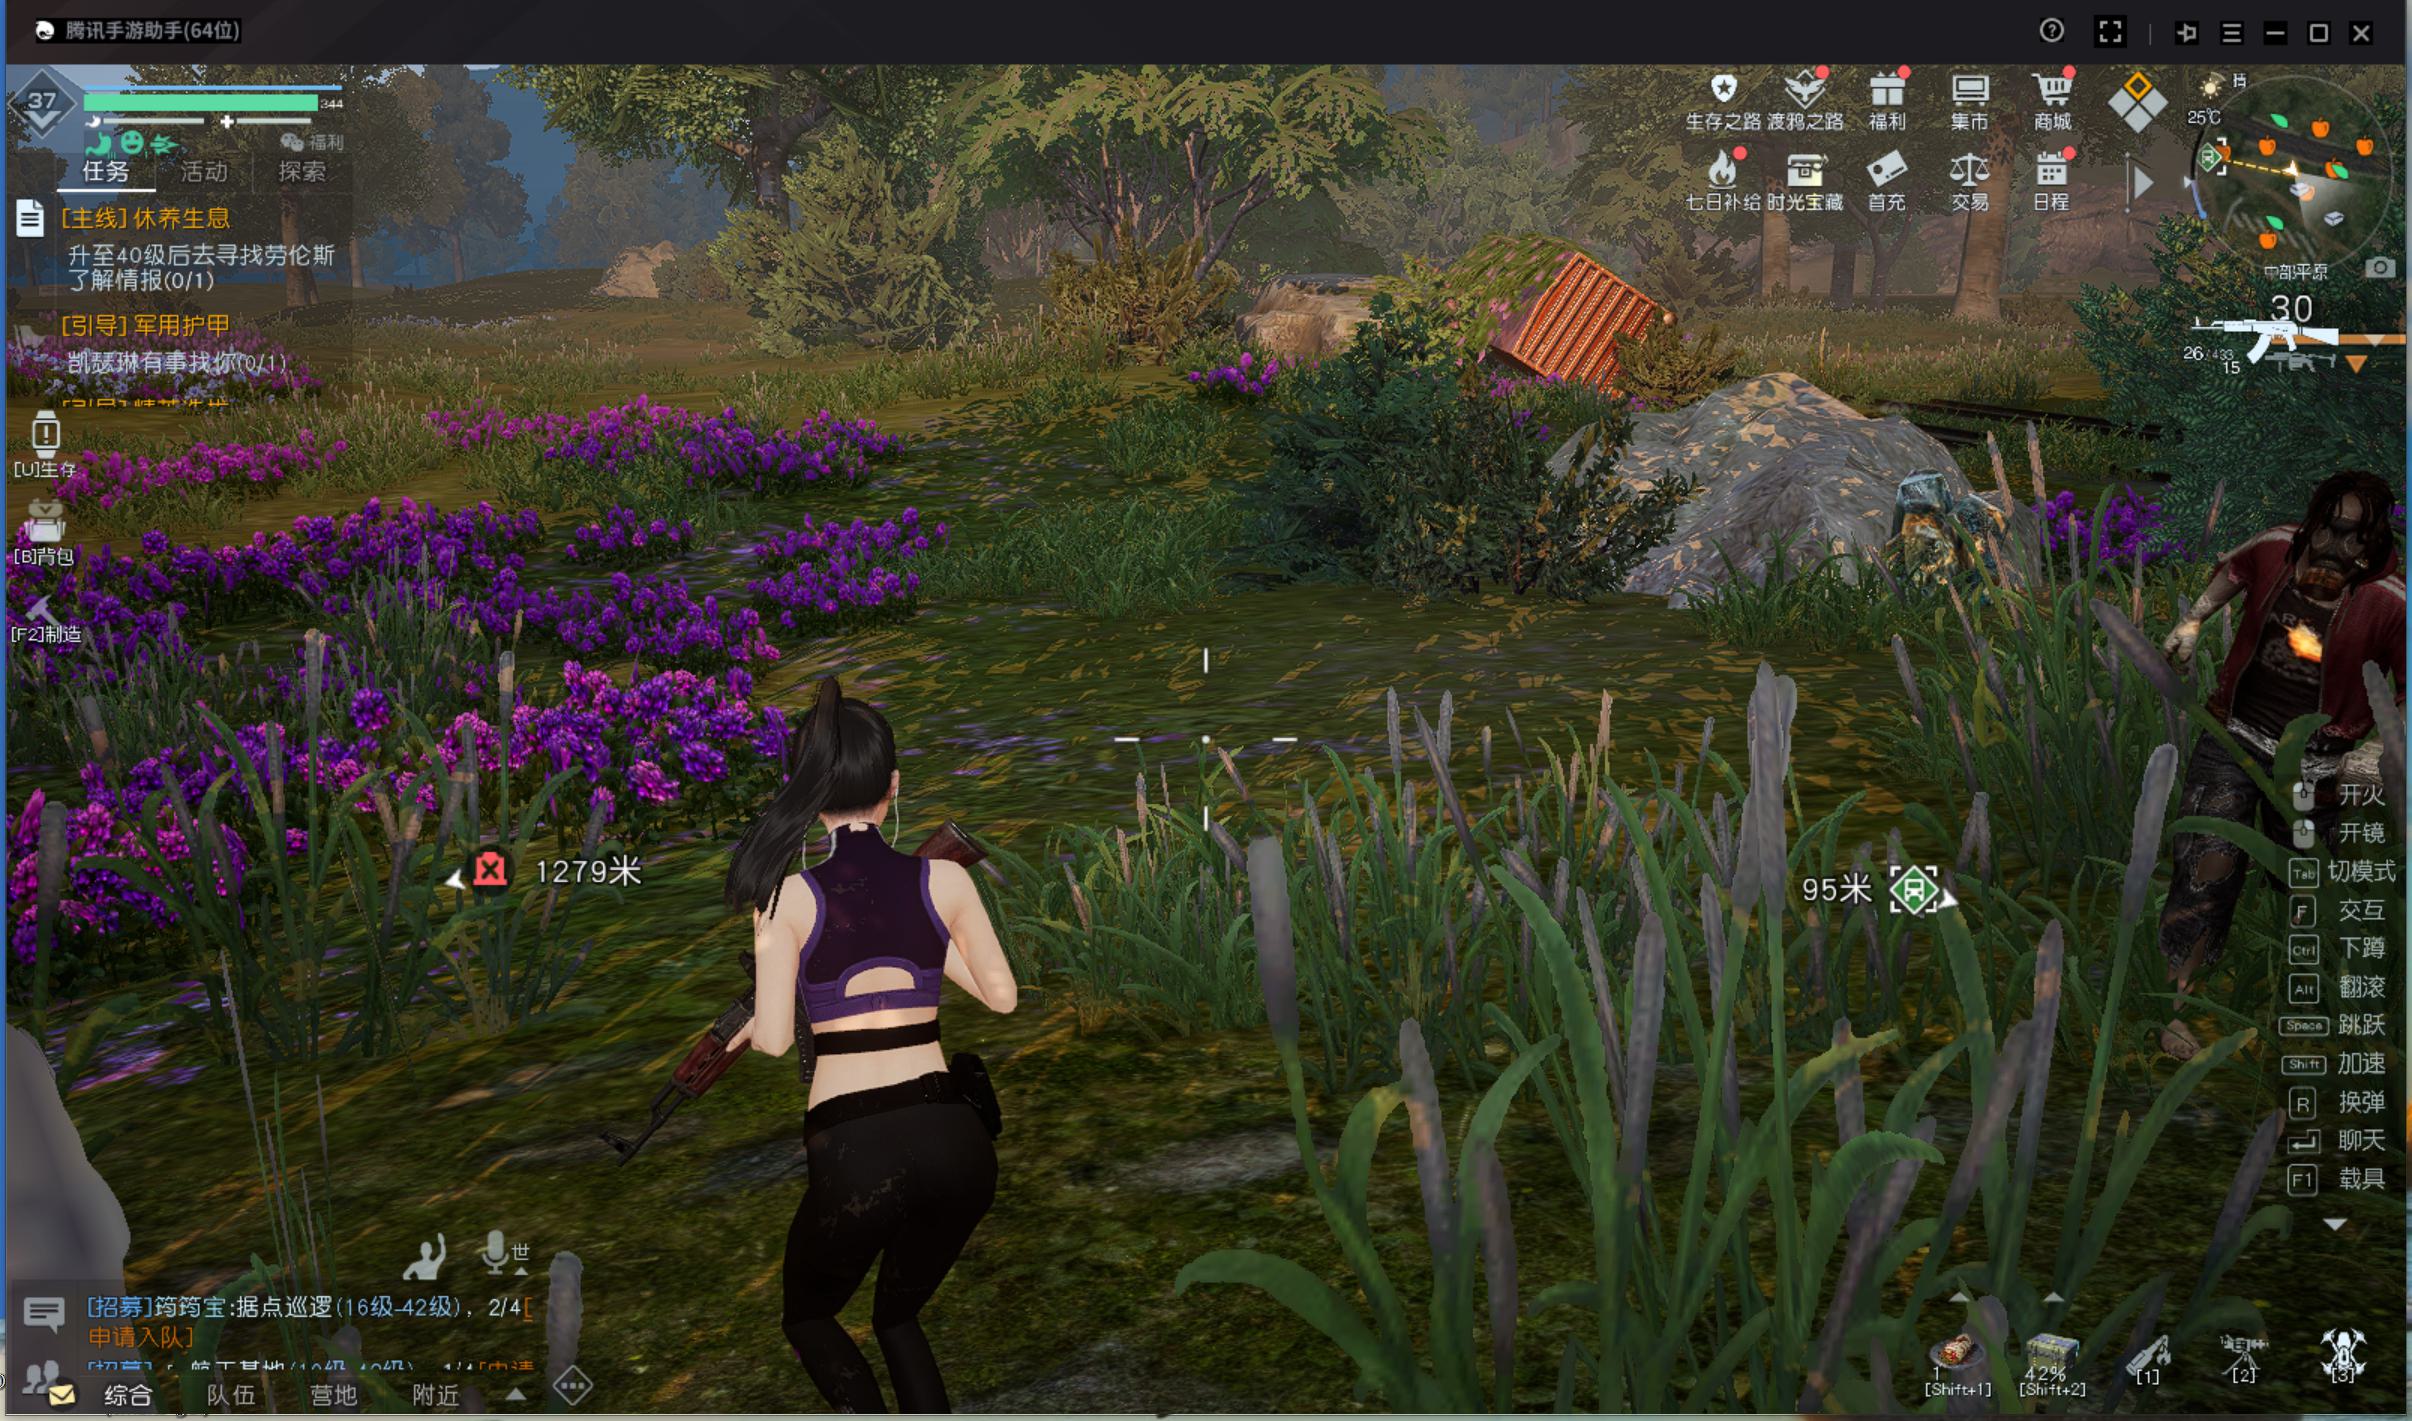 腾讯手游助手(64位)
37
344
福利
任务
活动
探索
[主线]休养生息
升至40级后去寻找劳伦斯
了解情报(0/1)
[引导]军用护甲
凯瑟琳有事找你(0/1)
[U]生存
[B]背包
[F2]制造
生存之路
渡鸦之路
福利
集市
商城
七日补给
时光宝藏
首充
交易
日程
晴
25℃
中部平原
30
26/433
15
1279米
95米
开火
开镜
Tab 切模式
F 交互
Ctrl 下蹲
Alt 翻滚
Space 跳跃
Shift 加速
R 换弹
聊天
F1 载具
世
[招募]筠筠宝:据点巡逻(16级-42级)，2/4[
申请入队]
综合
队伍
营地
附近
1
[Shift+1]
42%
[Shift+2]
[1]
[2]
[3]